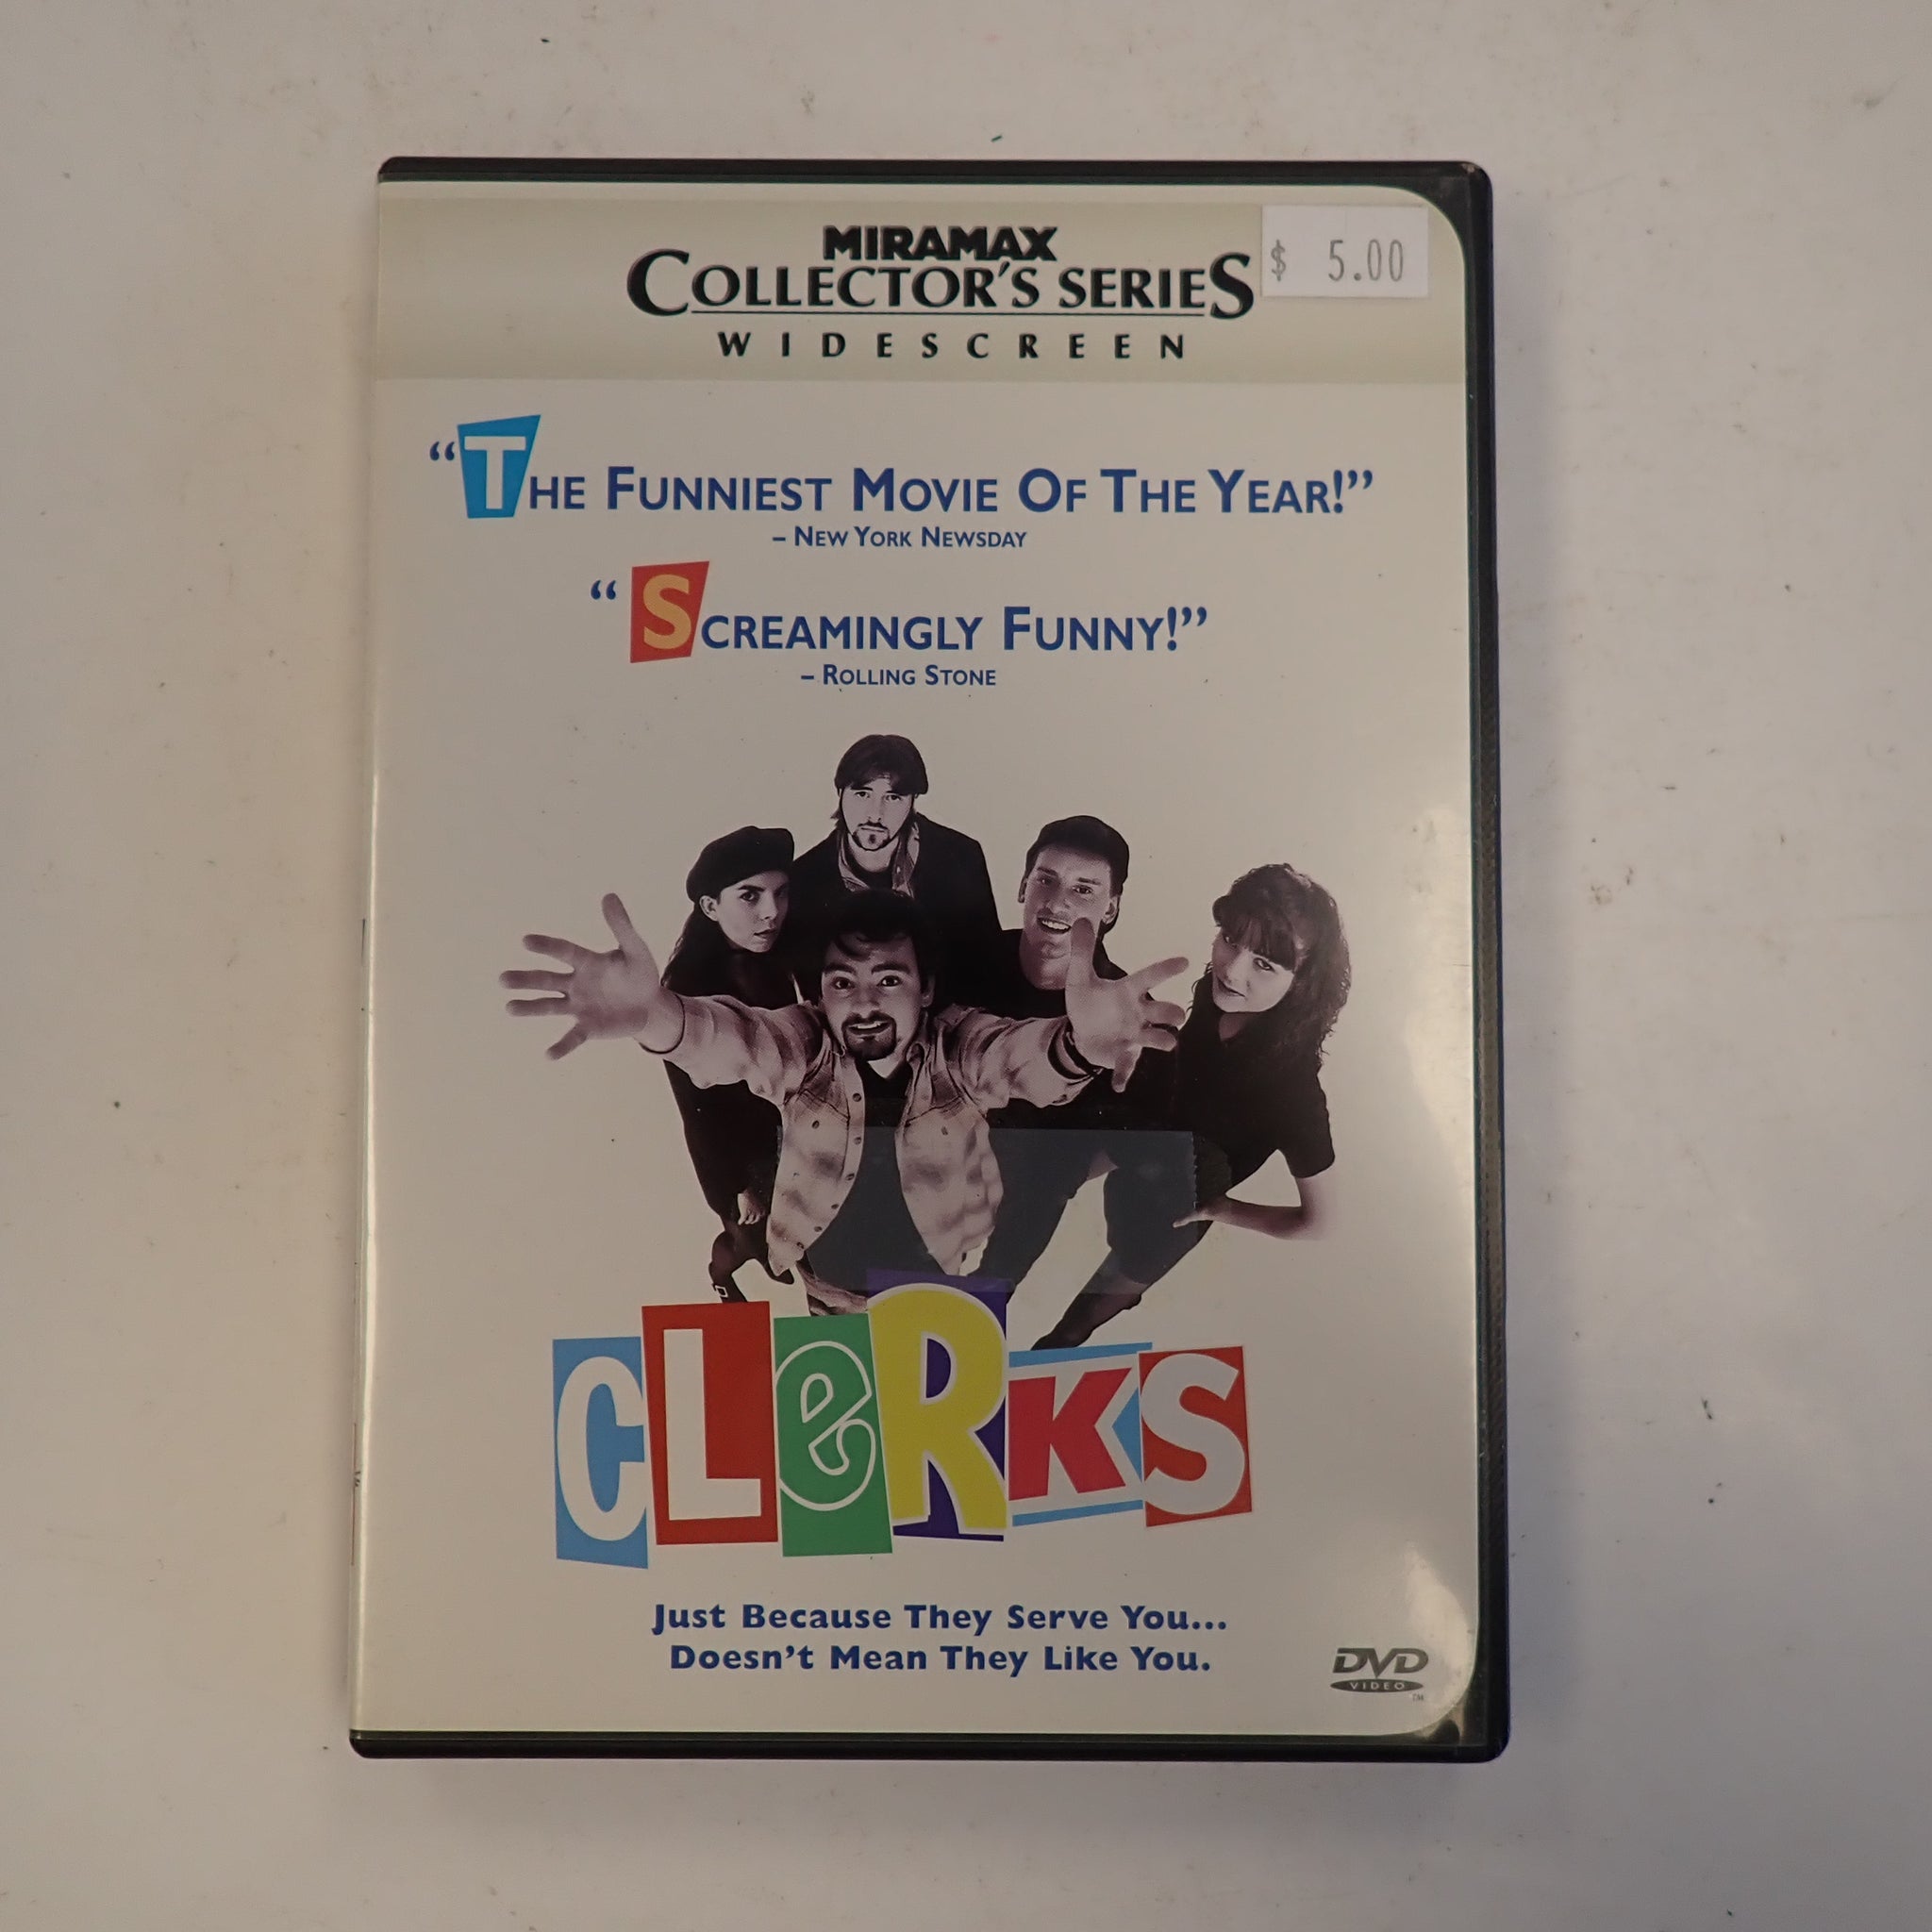 MIRAMAX
COLLECTOR'S SERIES
$ 5.00
WIDESCREEN
“THE FUNNIEST MOVIE OF THE YEAR!”
– NEW YORK NEWSDAY
“SCREAMINGLY FUNNY!”
– ROLLING STONE
CLeRKS
Just Because They Serve You...
Doesn't Mean They Like You.
DVD
VIDEO
TM